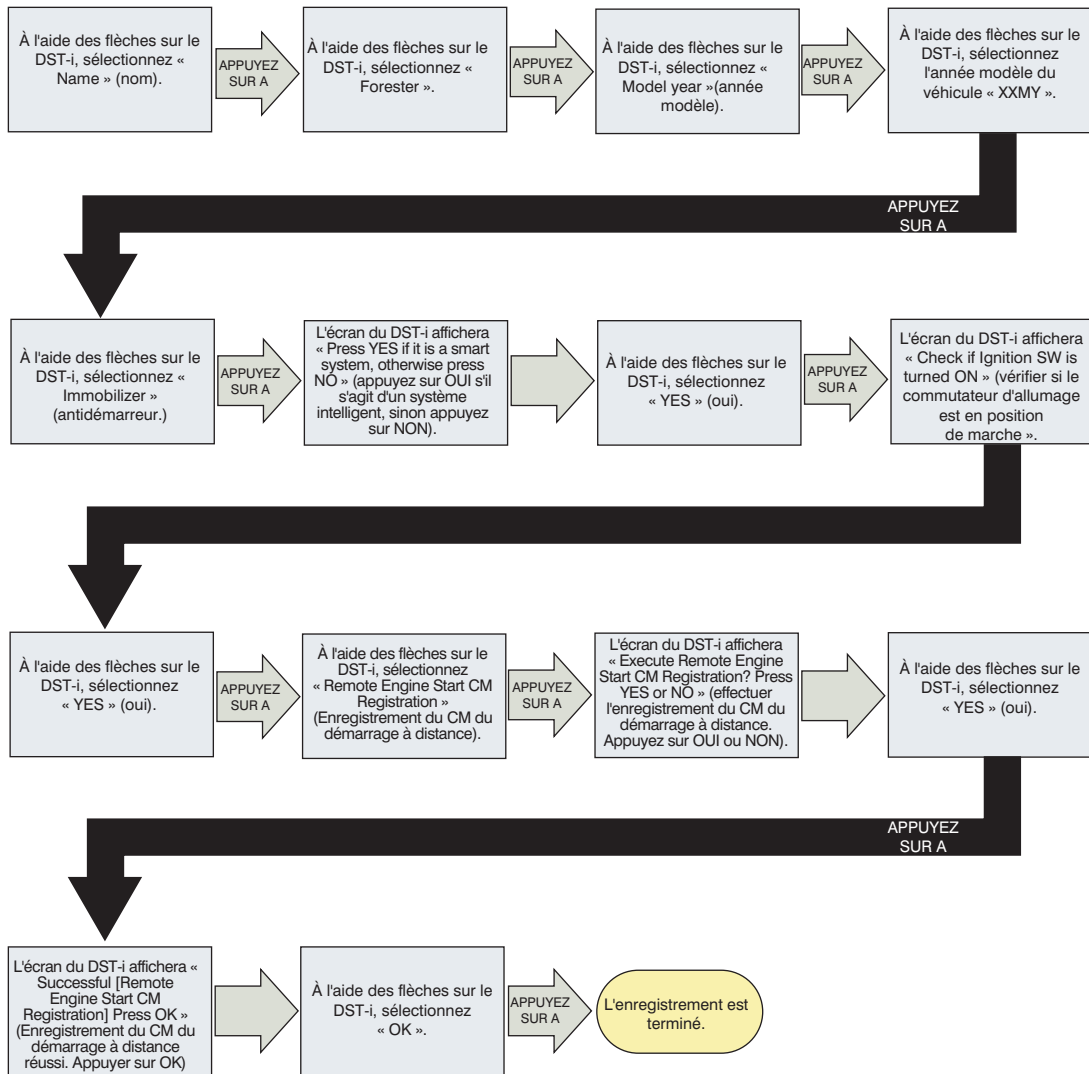 À l'aide des flèches sur le
DST-i, sélectionnez «
Name » (nom).
APPUYEZ
SUR A
À l'aide des flèches sur le
DST-i, sélectionnez «
Forester ».
APPUYEZ
SUR A
À l'aide des flèches sur le
DST-i, sélectionnez «
Model year »(année
modèle).
APPUYEZ
SUR A
À l'aide des flèches sur le
DST-i, sélectionnez
l'année modèle du
véhicule « XXMY ».
APPUYEZ
SUR A
À l'aide des flèches sur le
DST-i, sélectionnez «
Immobilizer »
(antidémarreur.)
APPUYEZ
SUR A
L'écran du DST-i affichera
« Press YES if it is a smart
system, otherwise press
NO » (appuyez sur OUI s'il
s'agit d'un système
intelligent, sinon appuyez
sur NON).
À l'aide des flèches sur le
DST-i, sélectionnez
« YES » (oui).
APPUYEZ
SUR A
L'écran du DST-i affichera
« Check if Ignition SW is
turned ON » (vérifier si le
commutateur d'allumage
est en position
de marche ».
À l'aide des flèches sur le
DST-i, sélectionnez
« YES » (oui).
APPUYEZ
SUR A
À l'aide des flèches sur le
DST-i, sélectionnez
« Remote Engine Start CM
Registration »
(Enregistrement du CM du
démarrage à distance).
APPUYEZ
SUR A
L'écran du DST-i affichera
« Execute Remote Engine
Start CM Registration? Press
YES or NO » (effectuer
l'enregistrement du CM du
démarrage à distance.
Appuyez sur OUI ou NON).
À l'aide des flèches sur le
DST-i, sélectionnez
« YES » (oui).
APPUYEZ
SUR A
L'écran du DST-i affichera «
Successful [Remote
Engine Start CM
Registration] Press OK »
(Enregistrement du CM du
démarrage à distance
réussi. Appuyer sur OK)
À l'aide des flèches sur le
DST-i, sélectionnez
« OK ».
APPUYEZ
SUR A
L'enregistrement est
terminé.